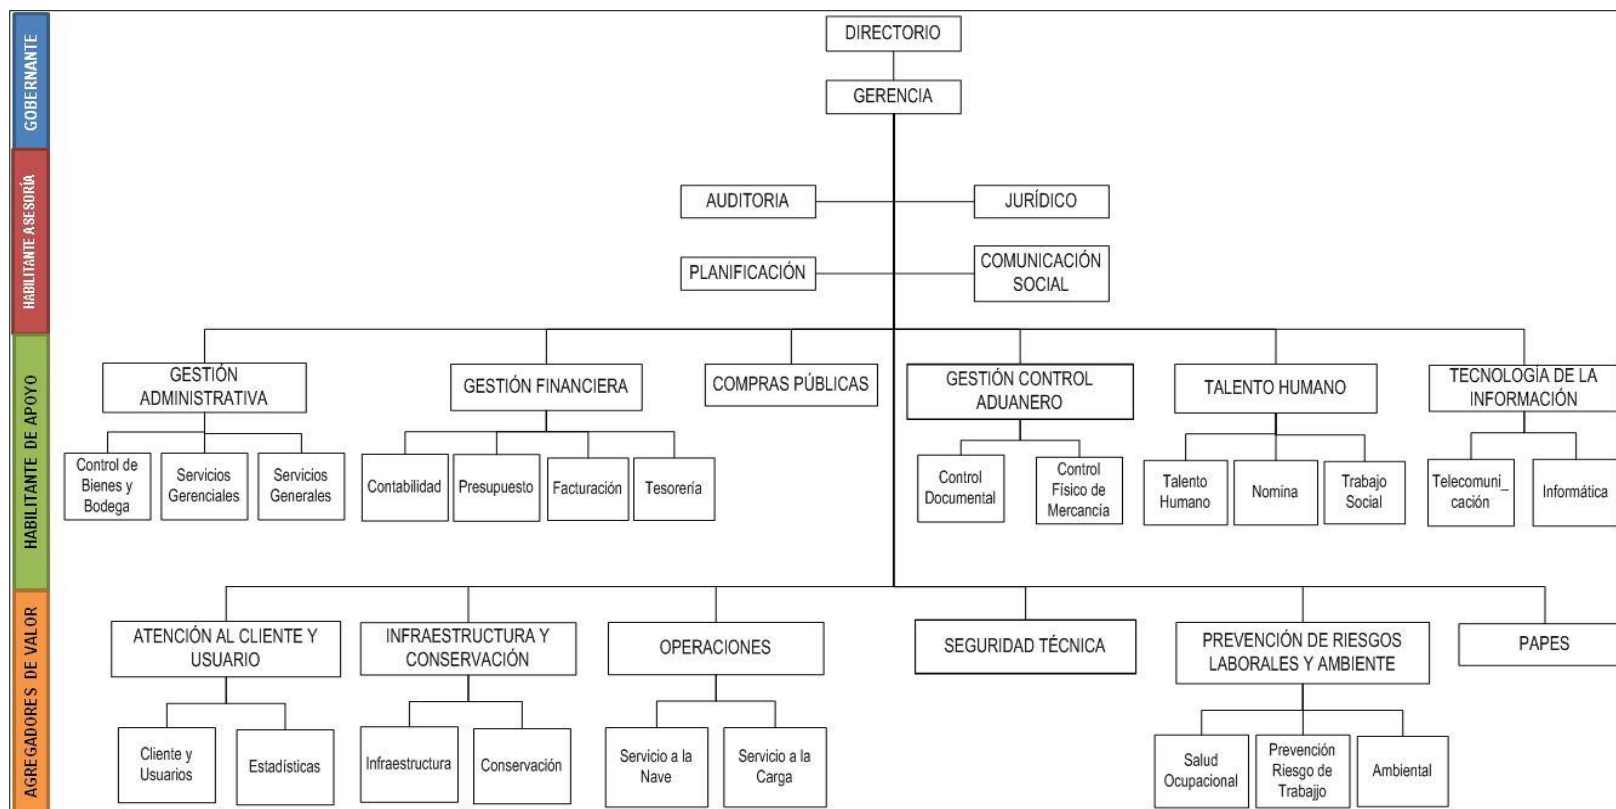 GOBERNANTE
DIRECTORIO
GERENCIA
HABILITANTE ASESORÍA
AUDITORIA
JURÍDICO
PLANIFICACIÓN
COMUNICACIÓN
SOCIAL
HABILITANTE DE APOYO
GESTIÓN
ADMINISTRATIVA
GESTIÓN FINANCIERA
COMPRAS PÚBLICAS
GESTIÓN CONTROL
ADUANERO
TALENTO HUMANO
TECNOLOGÍA DE LA
INFORMACIÓN
Control de
Bienes y
Bodega
Servicios
Gerenciales
Servicios
Generales
Contabilidad
Presupuesto
Facturación
Tesorería
Control
Documental
Control
Físico de
Mercancía
Talento
Humano
Nomina
Trabajo
Social
Telecomuni_
cación
Informática
AGREGADORES DE VALOR
ATENCIÓN AL CLIENTE Y
USUARIO
INFRAESTRUCTURA Y
CONSERVACIÓN
OPERACIONES
SEGURIDAD TÉCNICA
PREVENCIÓN DE RIESGOS
LABORALES Y AMBIENTE
PAPES
Cliente y
Usuarios
Estadísticas
Infraestructura
Conservación
Servicio a la
Nave
Servicio a la
Carga
Salud
Ocupacional
Prevención
Riesgo de
Trabajjo
Ambiental